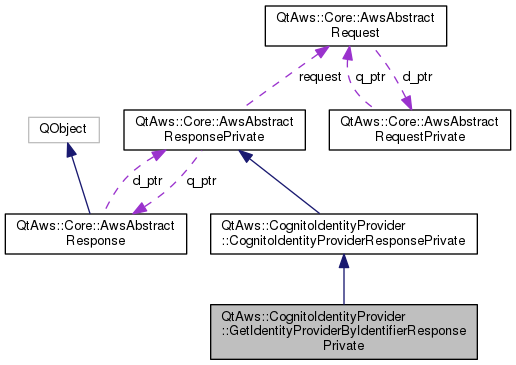 QtAws::Core::AwsAbstract
Request
request
q_ptr
d_ptr
QObject
QtAws::Core::AwsAbstract
ResponsePrivate
QtAws::Core::AwsAbstract
RequestPrivate
d_ptr
q_ptr
QtAws::Core::AwsAbstract
Response
QtAws::CognitoIdentityProvider
::CognitoIdentityProviderResponsePrivate
QtAws::CognitoIdentityProvider
::GetIdentityProviderByIdentifierResponse
Private